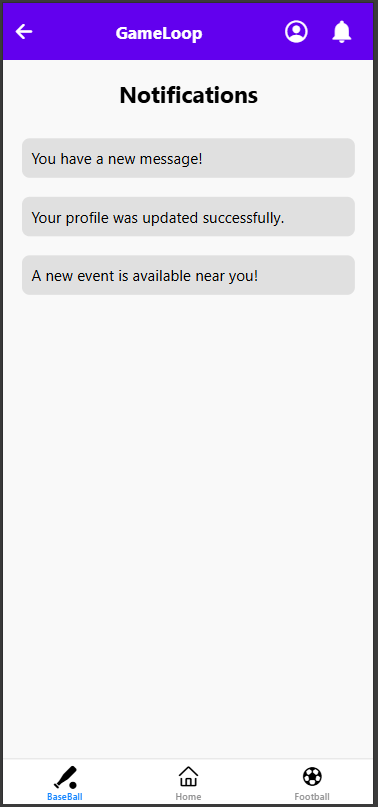 GameLoop
Notifications
You have a new message!
Your profile was updated successfully.
A new event is available near you!
BaseBall
Home
Football